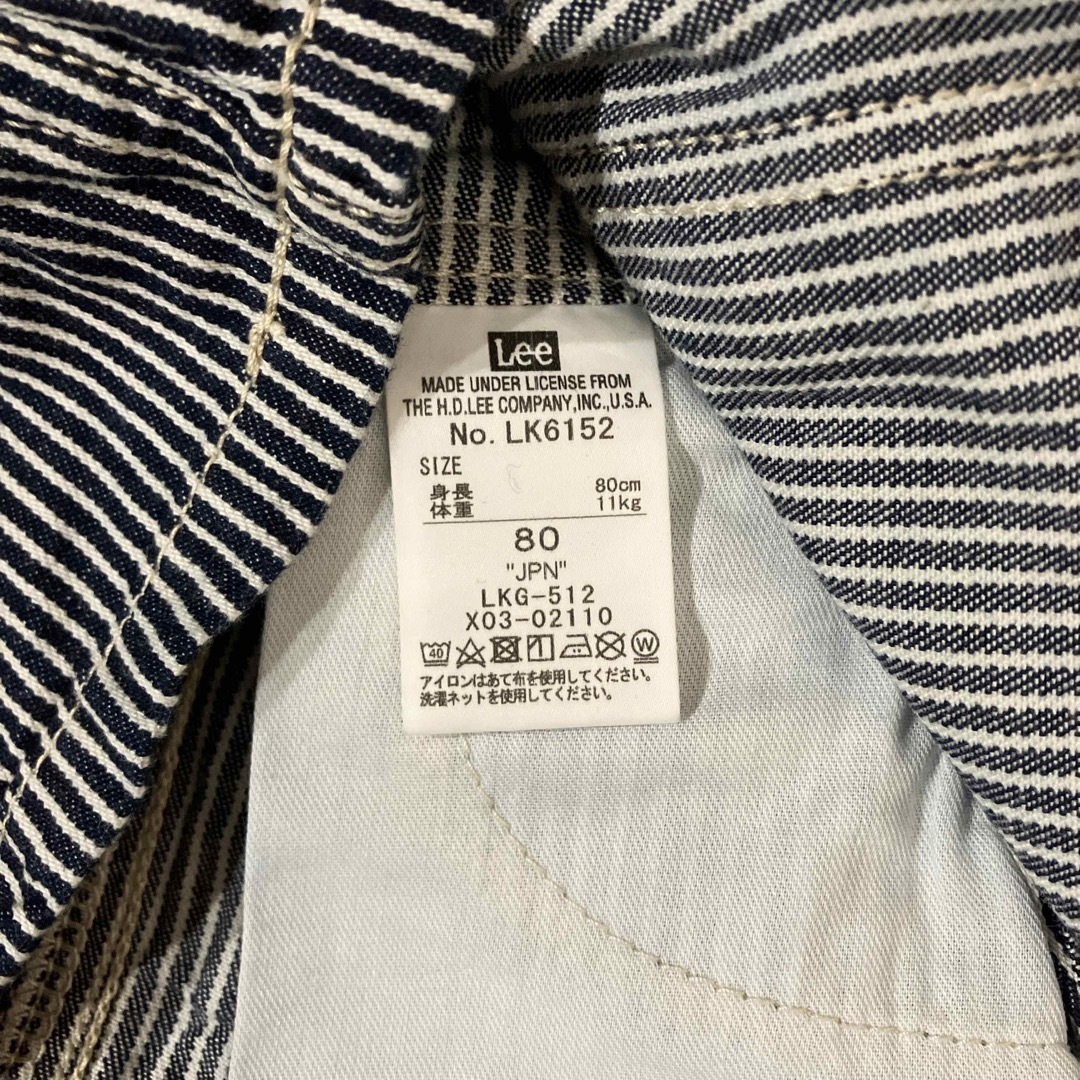 Lee
MADE UNDER LICENSE FROM
THE H.D.LEE COMPANY,INC.,U.S.A.
No. LK6152
SIZE
身長 80cm
体重 11kg
80
"JPN"
LKG-512
X03-02110
40 W
アイロンはあて布を使用してください。
洗濯ネットを使用してください。